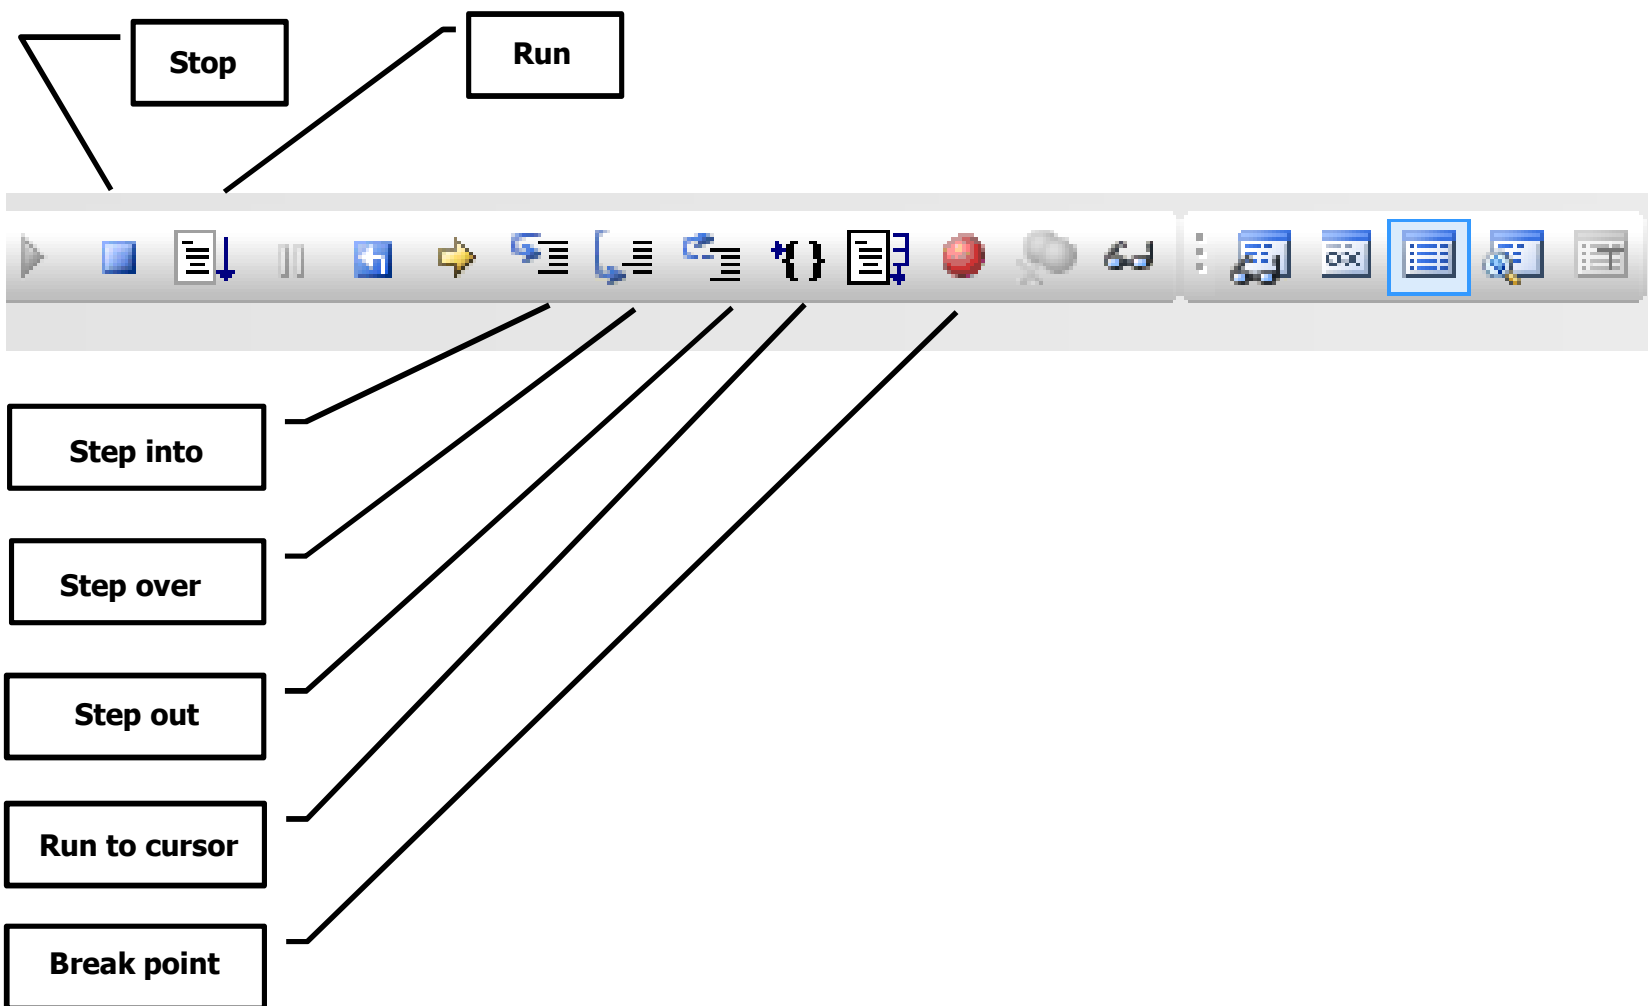 Stop
Run
Step into
Step over
Step out
Run to cursor
Break point